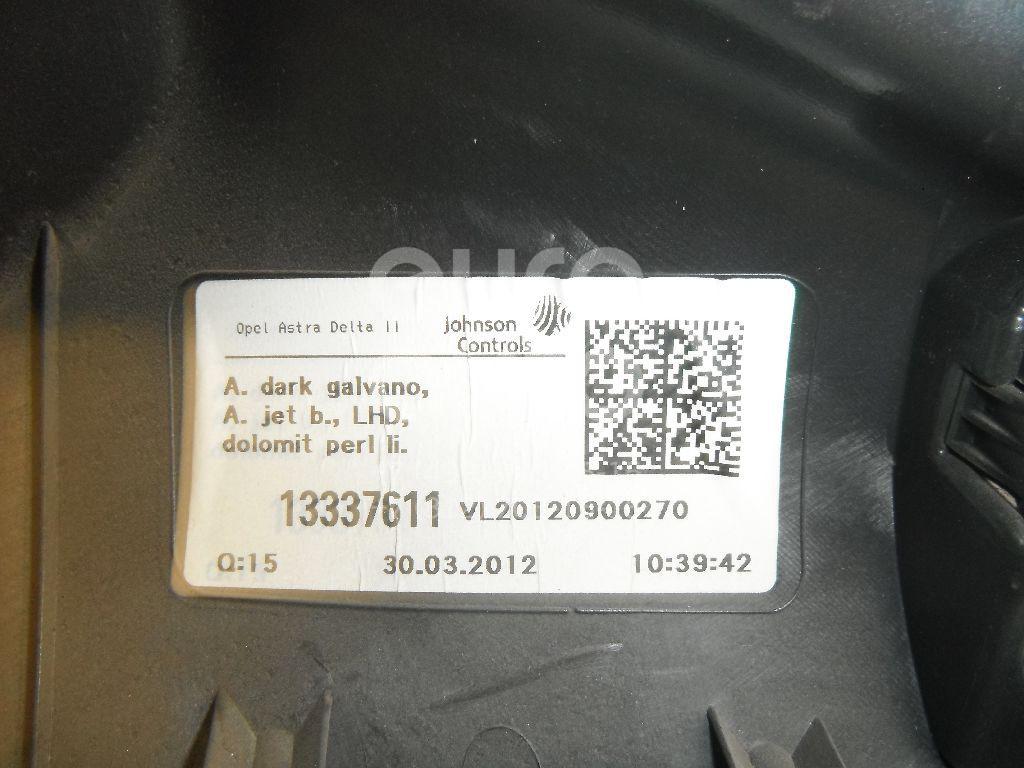 euro
Opel Astra Delta II
Johnson
Controls
A. dark galvano,
A. jet b., LHD,
dolomit perl li.
13337611 VL20120900270
Q:15 30.03.2012 10:39:42